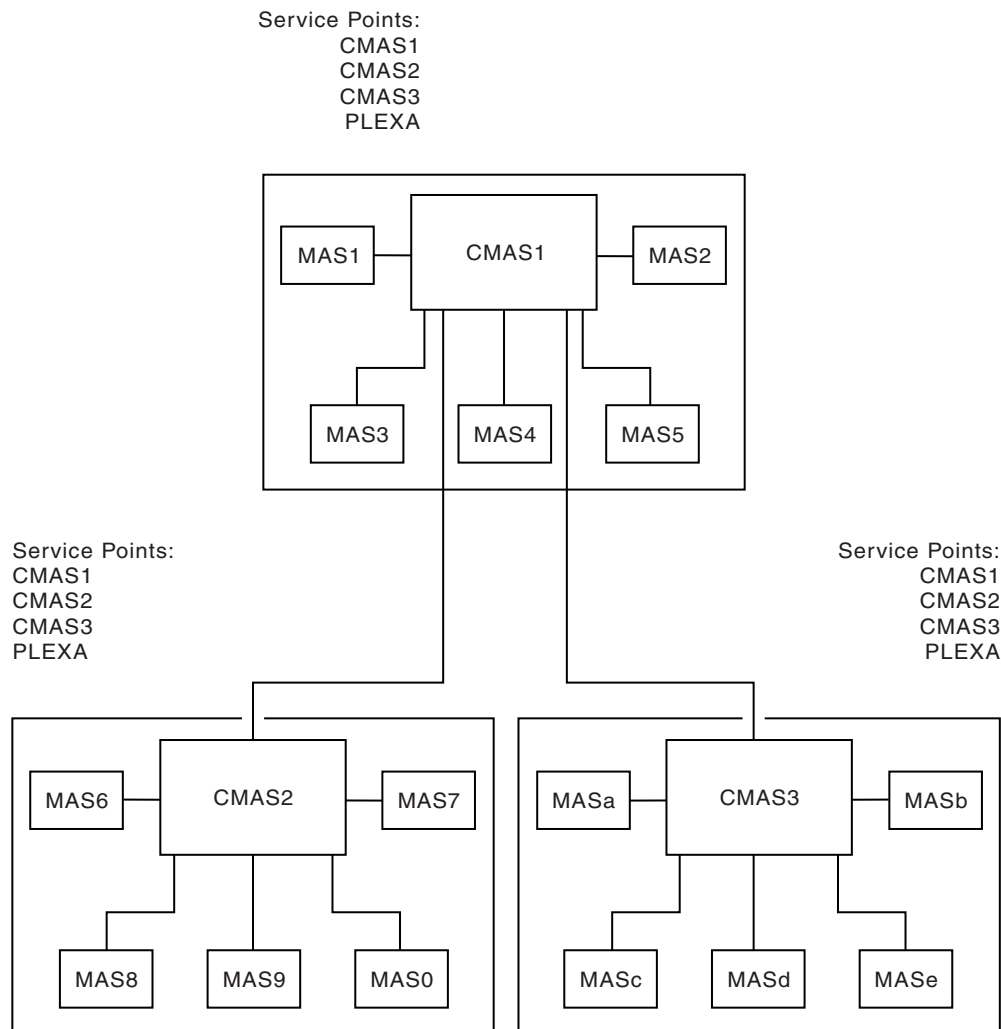 Service Points:
CMAS1
CMAS2
CMAS3
PLEXA
MAS1
CMAS1
MAS2
MAS3
MAS4
MAS5
Service Points:
CMAS1
CMAS2
CMAS3
PLEXA
Service Points:
CMAS1
CMAS2
CMAS3
PLEXA
MAS6
CMAS2
MAS7
MAS8
MAS9
MAS0
MASa
CMAS3
MASb
MASc
MASd
MASe